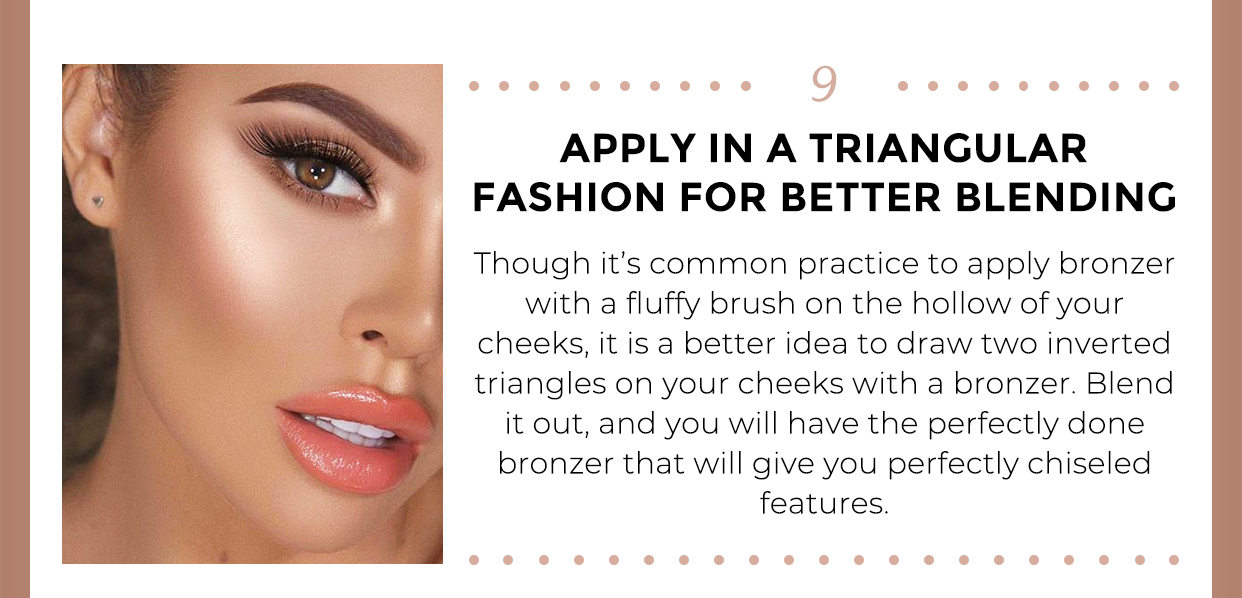 9
APPLY IN A TRIANGULAR
FASHION FOR BETTER BLENDING
Though it’s common practice to apply bronzer
with a fluffy brush on the hollow of your
cheeks, it is a better idea to draw two inverted
triangles on your cheeks with a bronzer. Blend
it out, and you will have the perfectly done
bronzer that will give you perfectly chiseled
features.